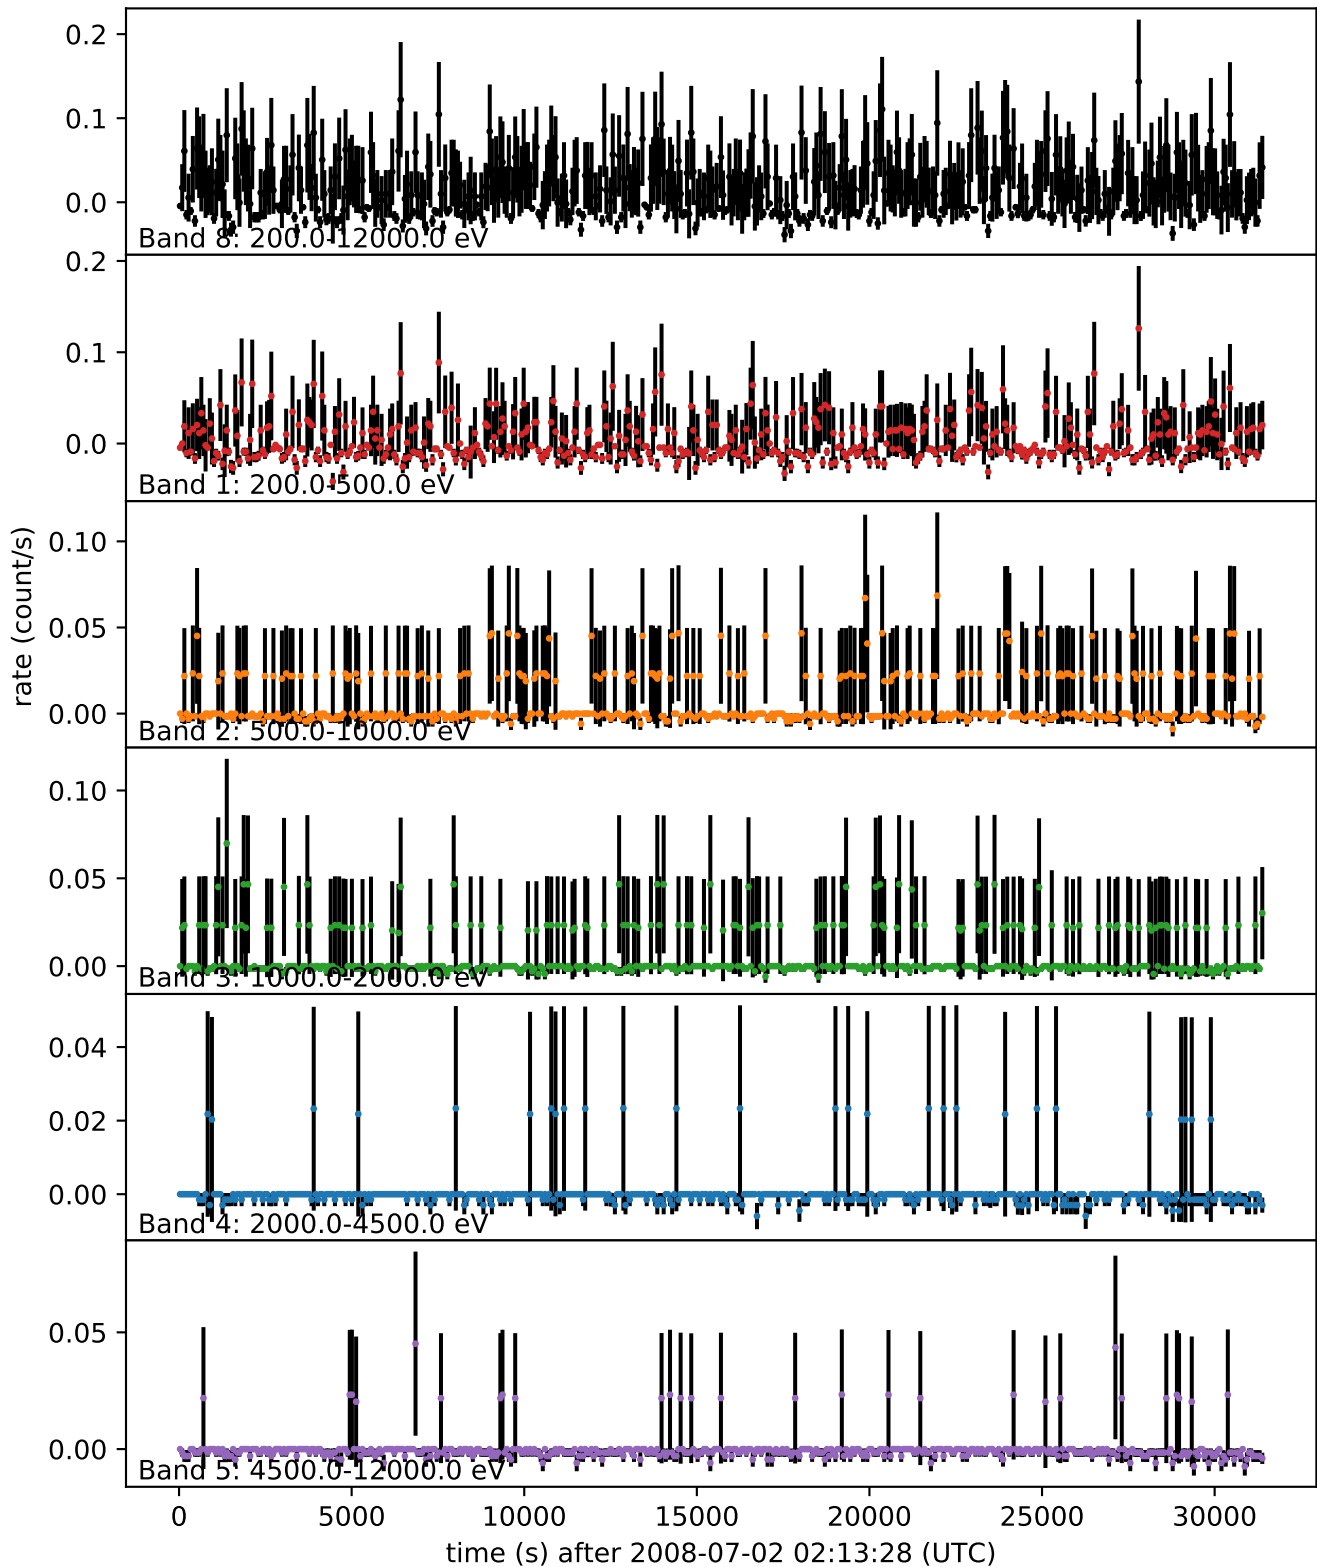 0.2
0.1
0.0
Band 8: 200.0-12000.0 eV
0.2
0.1
0.0
Band 1: 200.0-500.0 eV
rate (count/s)
0.10
0.05
0.00
Band 2: 500.0-1000.0 eV
0.10
0.05
0.00
Band 3: 1000.0-2000.0 eV
0.04
0.02
0.00
Band 4: 2000.0-4500.0 eV
0.05
0.00
Band 5: 4500.0-12000.0 eV
0 5000 10000 15000 20000 25000 30000
time (s) after 2008-07-02 02:13:28 (UTC)